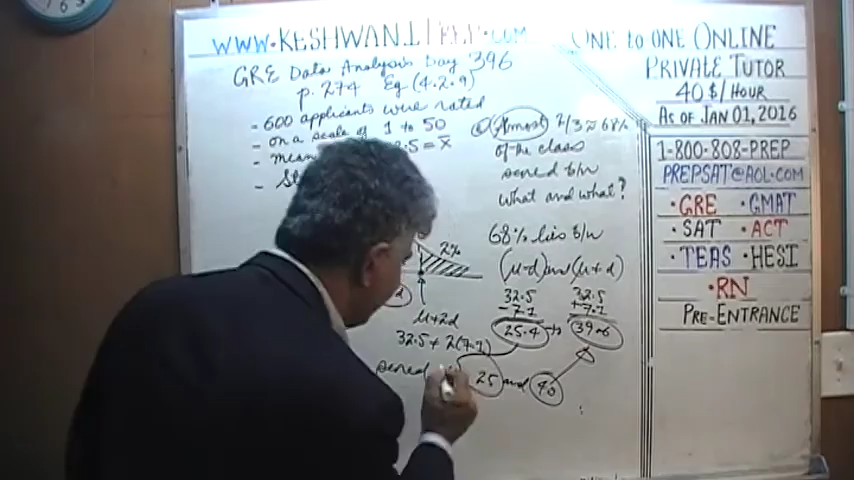 WWW.KESHWANI
.COM
GRE Data Analysis Day 396
p. 274 Eg (4.2.9)
- 600 applicants were rated
- on a scale of 1 to 50
- mean 2.5 = x̄
- St
2%
μ+2d
32.5 + 2(7.1)
scored
25 and 40
Almost 2/3 ≈ 68%
of the class
scored b/n
what and what?
68% lies b/n
(μ-d) and (μ+d)
32.5 32.5
-7.1 +7.1
25.4 to 39.6
ONE TO ONE ONLINE
PRIVATE TUTOR
40 $/HOUR
AS OF JAN 01, 2016
1-800-808-PREP
PREPSAT@AOL.COM
• GRE • GMAT
• SAT • ACT
• TEAS • HESI
• RN
PRE-ENTRANCE